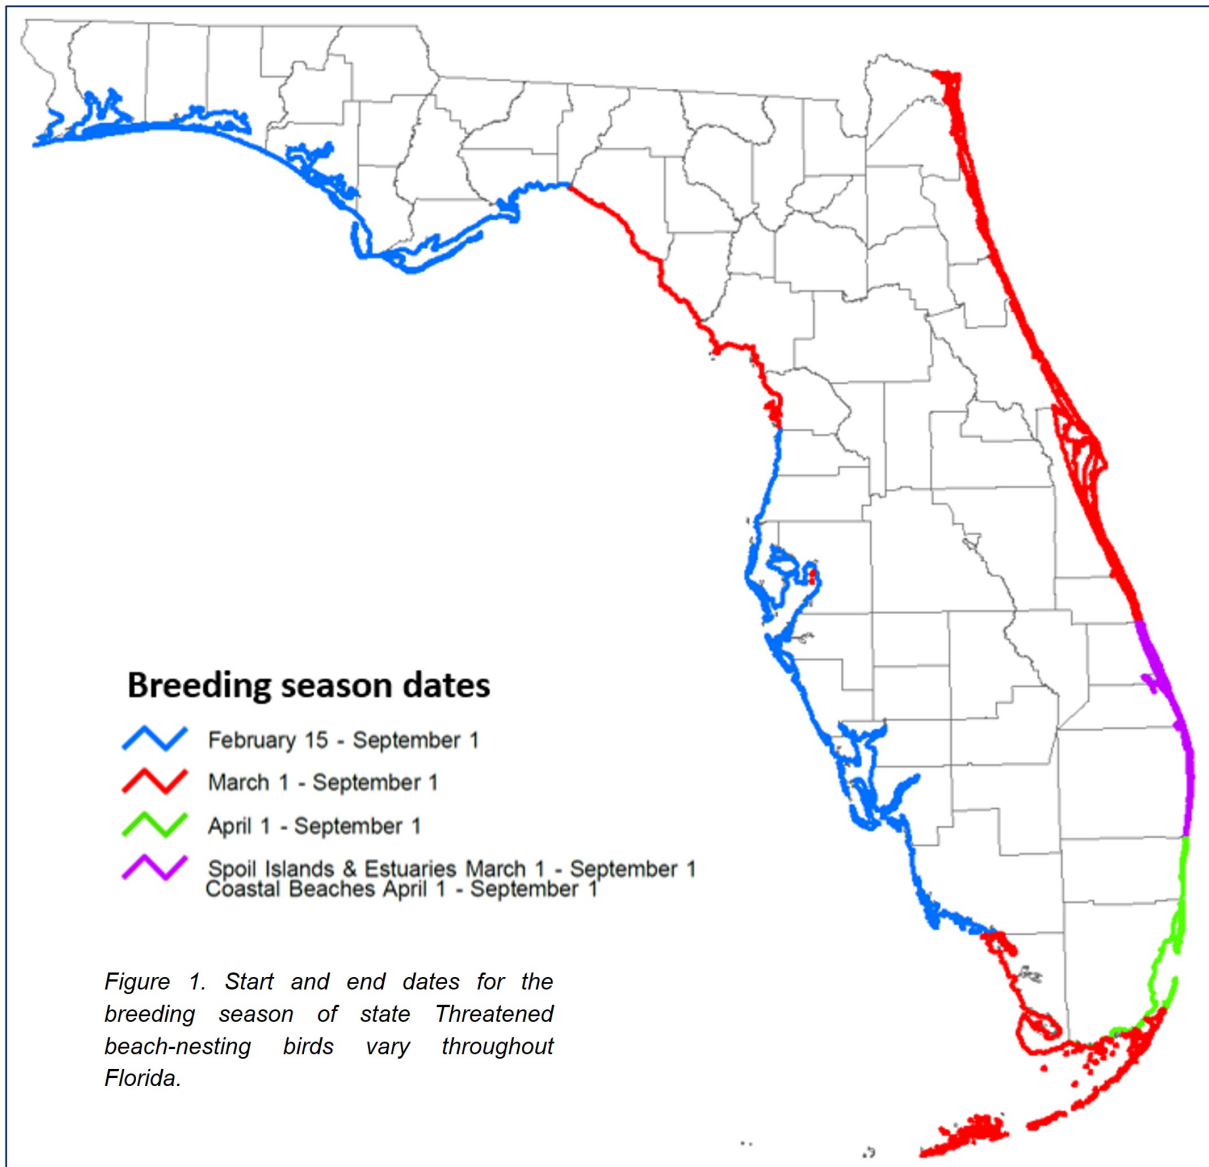 Breeding season dates
February 15 - September 1
March 1 - September 1
April 1 - September 1
Spoil Islands & Estuaries March 1 - September 1
Coastal Beaches April 1 - September 1
Figure 1. Start and end dates for the
breeding season of state Threatened
beach-nesting birds vary throughout
Florida.